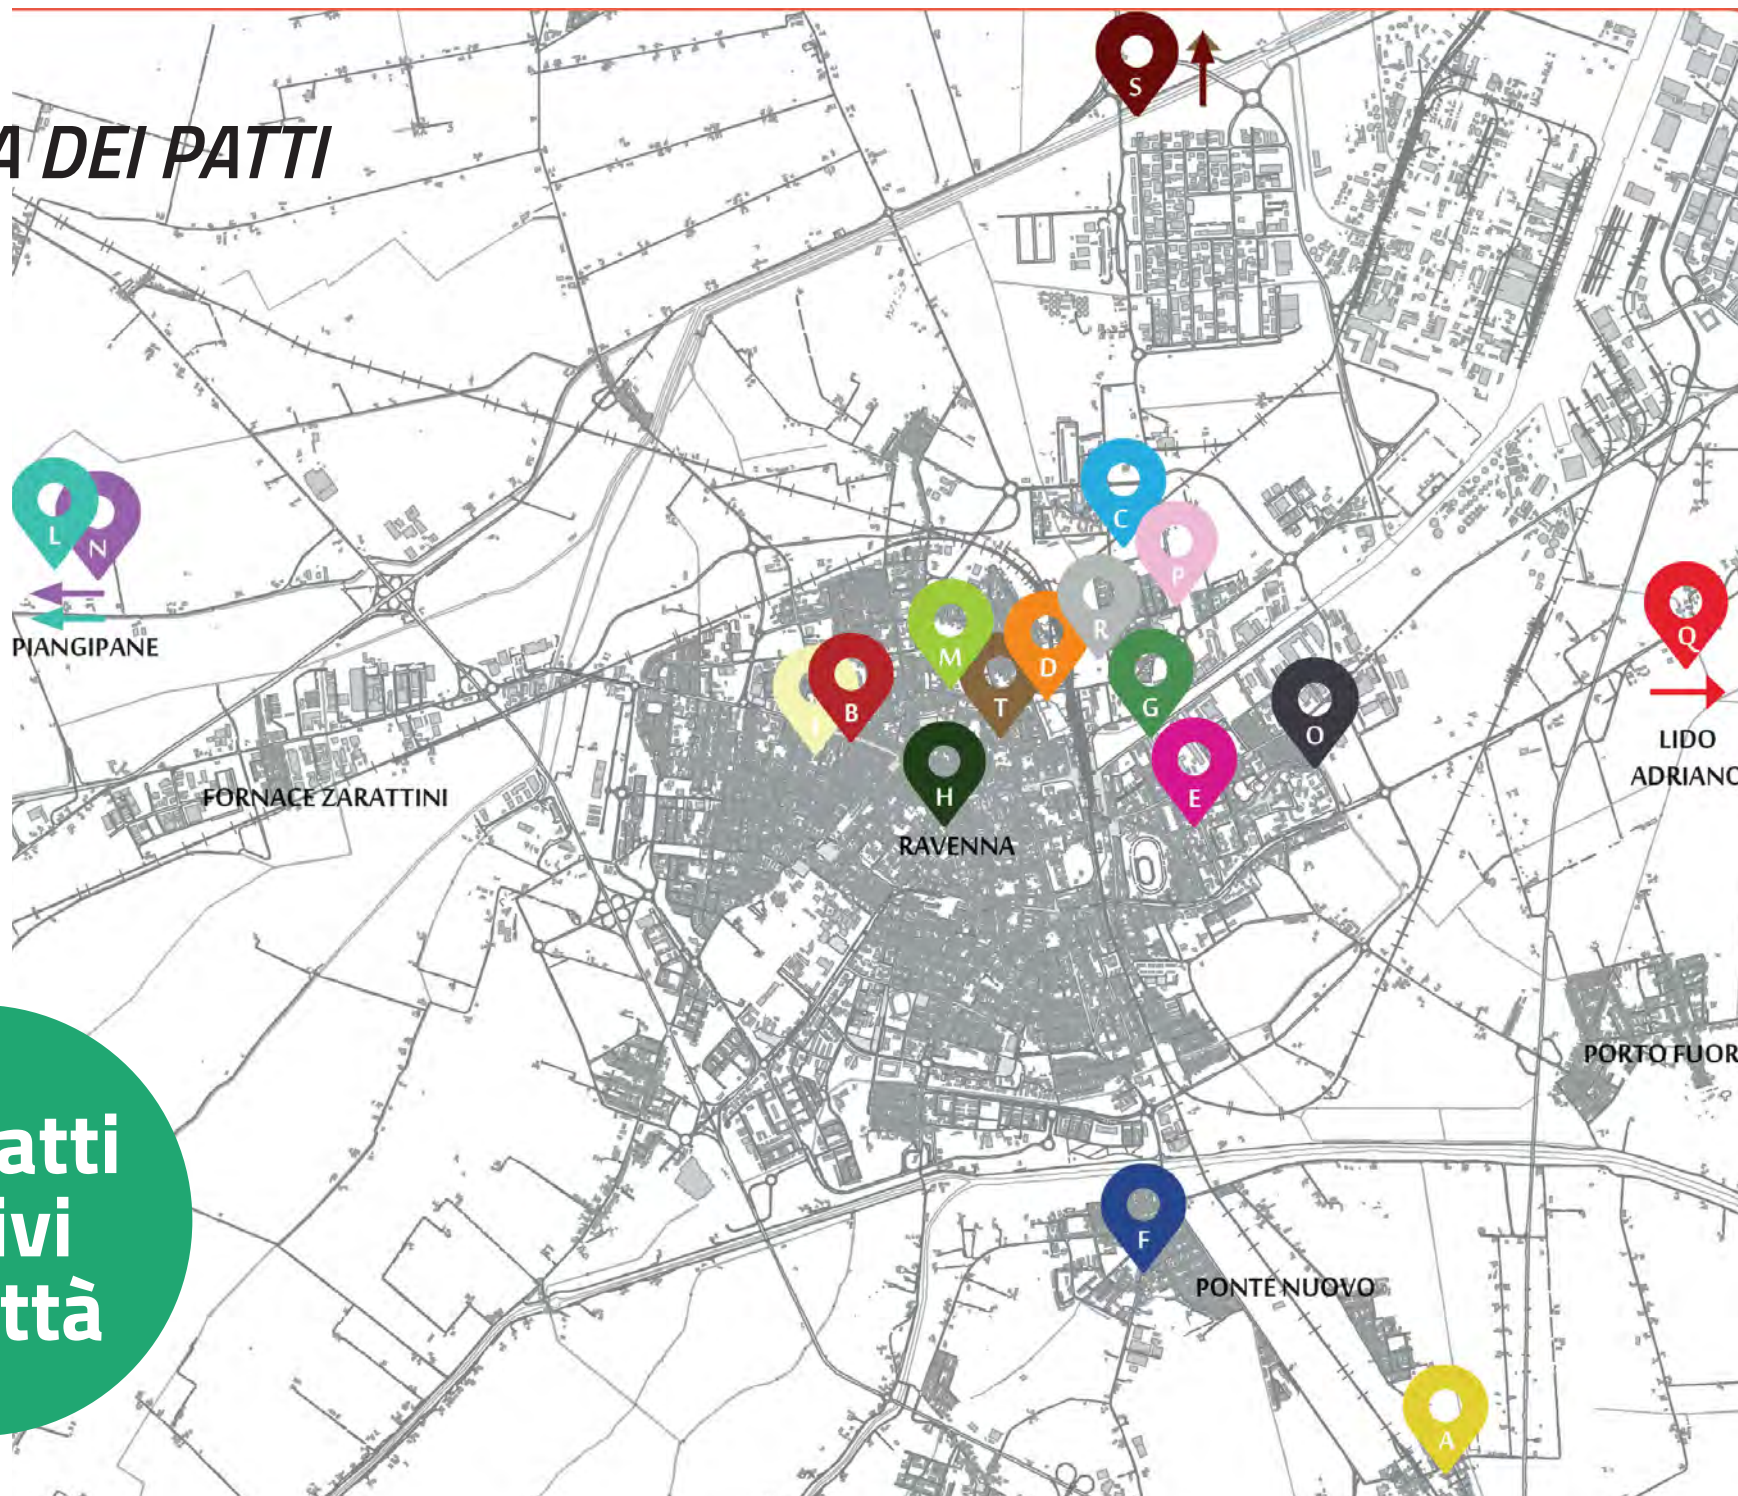 A DEI PATTI
S
C
L
N
P
Q
R
M
D
T
G
B
I
O
H
E
PIANGIPANE
LIDO
ADRIANO
FORNACE ZARATTINI
RAVENNA
PORTO FUOR
atti
ivi
ttà
F
PONTE NUOVO
A